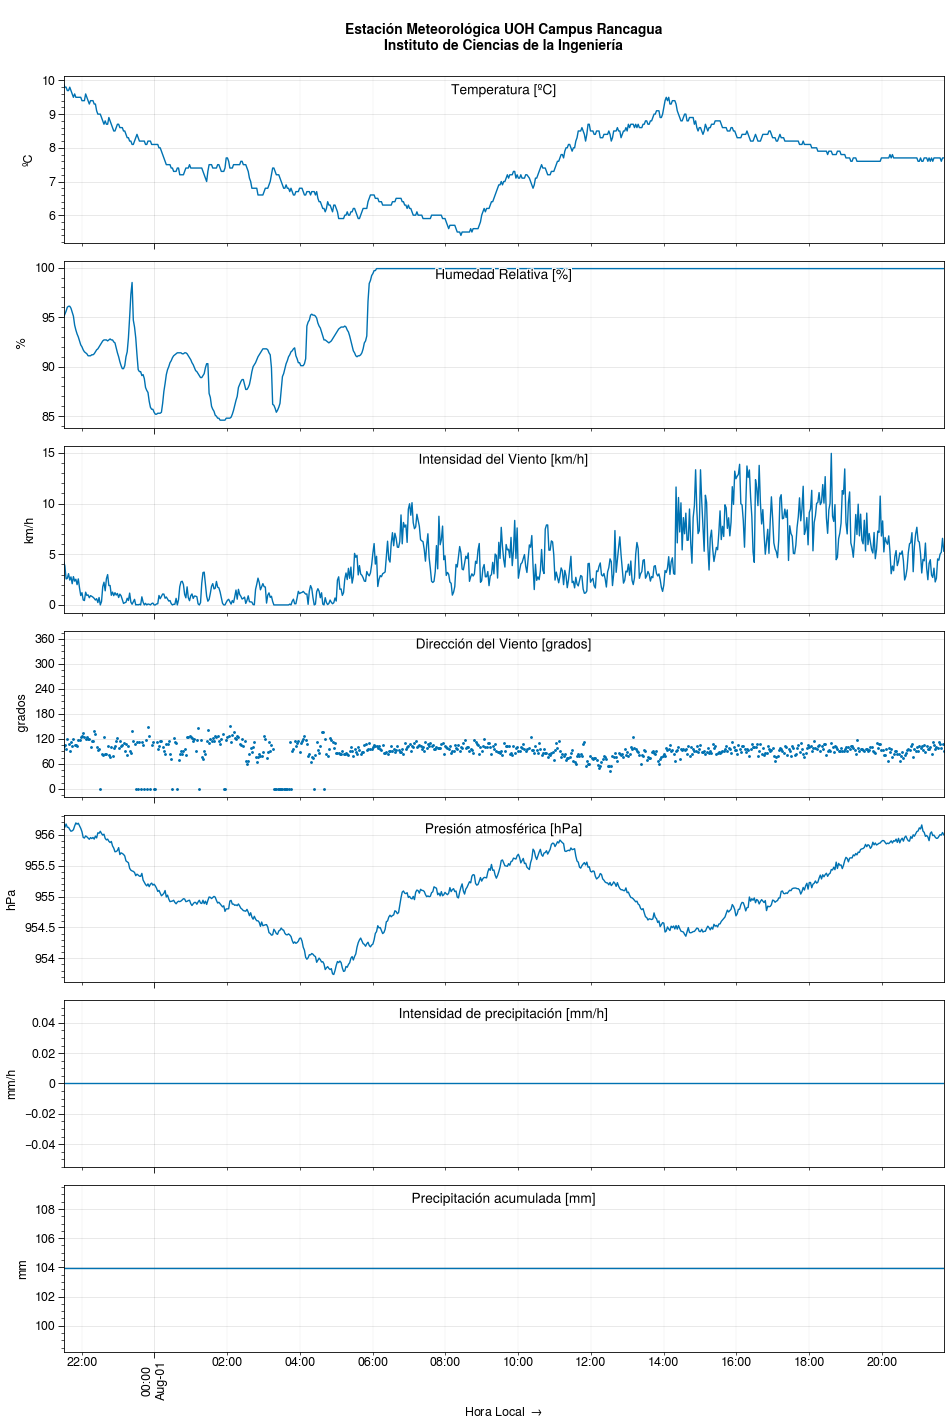 Estación Meteorológica UOH Campus Rancagua
Instituto de Ciencias de la Ingeniería
Temperatura [ºC]
10
9
8
7
6
ºC
Humedad Relativa [%]
100
95
90
85
%
Intensidad del Viento [km/h]
15
10
5
0
km/h
Dirección del Viento [grados]
360
300
240
180
120
60
0
grados
Presión atmosférica [hPa]
956
955.5
955
954.5
954
hPa
Intensidad de precipitación [mm/h]
0.04
0.02
0
−0.02
−0.04
mm/h
Precipitación acumulada [mm]
108
106
104
102
100
mm
22:00 00:00 02:00 04:00 06:00 08:00 10:00 12:00 14:00 16:00 18:00 20:00
Aug-01
Hora Local →